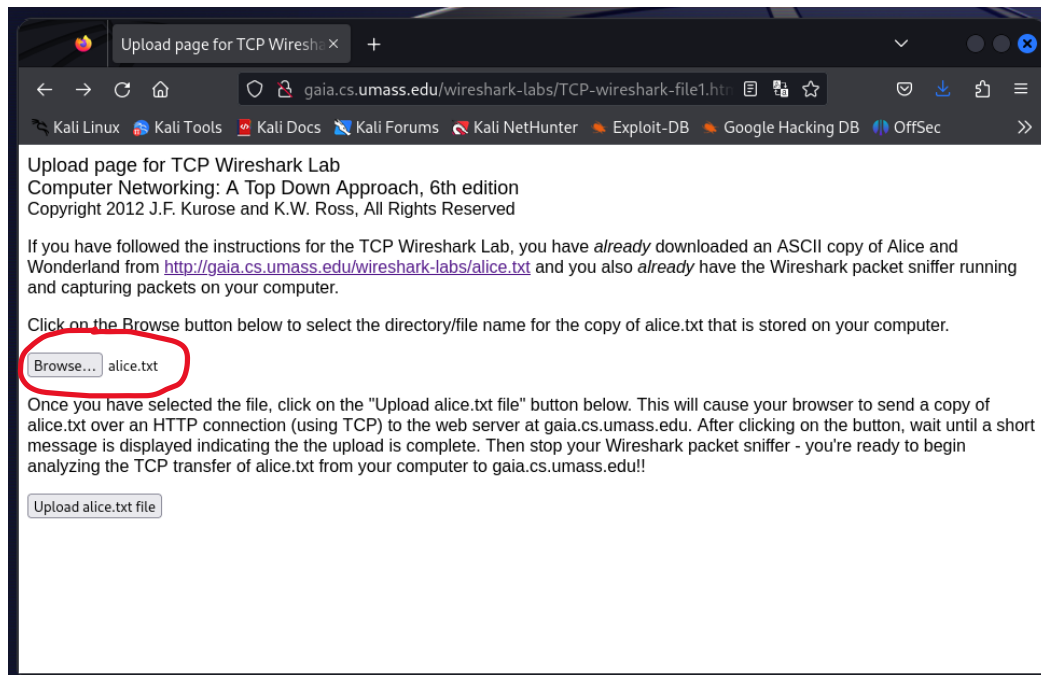 Upload page for TCP Wiresha
gaia.cs.umass.edu/wireshark-labs/TCP-wireshark-file1.htm
Kali Linux Kali Tools Kali Docs Kali Forums Kali NetHunter Exploit-DB Google Hacking DB OffSec
Upload page for TCP Wireshark Lab
Computer Networking: A Top Down Approach, 6th edition
Copyright 2012 J.F. Kurose and K.W. Ross, All Rights Reserved
If you have followed the instructions for the TCP Wireshark Lab, you have already downloaded an ASCII copy of Alice and
Wonderland from http://gaia.cs.umass.edu/wireshark-labs/alice.txt and you also already have the Wireshark packet sniffer running
and capturing packets on your computer.
Click on the Browse button below to select the directory/file name for the copy of alice.txt that is stored on your computer.
Browse... alice.txt
Once you have selected the file, click on the "Upload alice.txt file" button below. This will cause your browser to send a copy of
alice.txt over an HTTP connection (using TCP) to the web server at gaia.cs.umass.edu. After clicking on the button, wait until a short
message is displayed indicating the the upload is complete. Then stop your Wireshark packet sniffer - you're ready to begin
analyzing the TCP transfer of alice.txt from your computer to gaia.cs.umass.edu!!
Upload alice.txt file